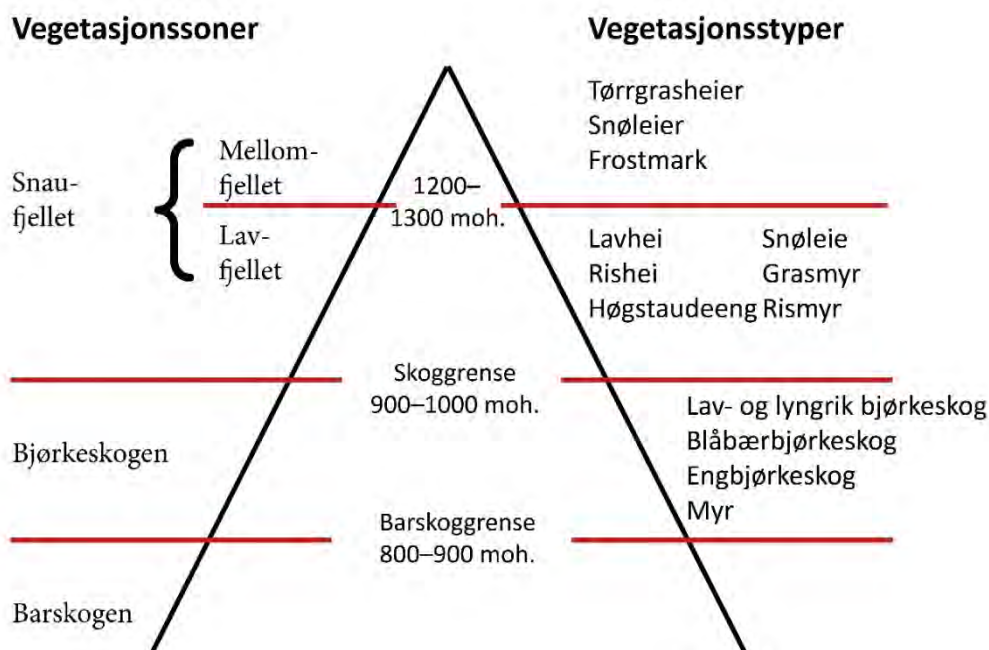 Vegetasjonssoner
Vegetasjonsstyper
Tørrgrasheier
Snøleier
Frostmark
Snau-
fjellet
Mellom-
fjellet
1200–
1300 moh.
Lav-
fjellet
Lavhei
Snøleie
Rishei
Grasmyr
Høgstaudeeng
Rismyr
Skoggrense
900–1000 moh.
Bjørkeskogen
Lav- og lyngrik bjørkeskog
Blåbærbjørkeskog
Engbjørkeskog
Myr
Barskoggrense
800–900 moh.
Barskogen